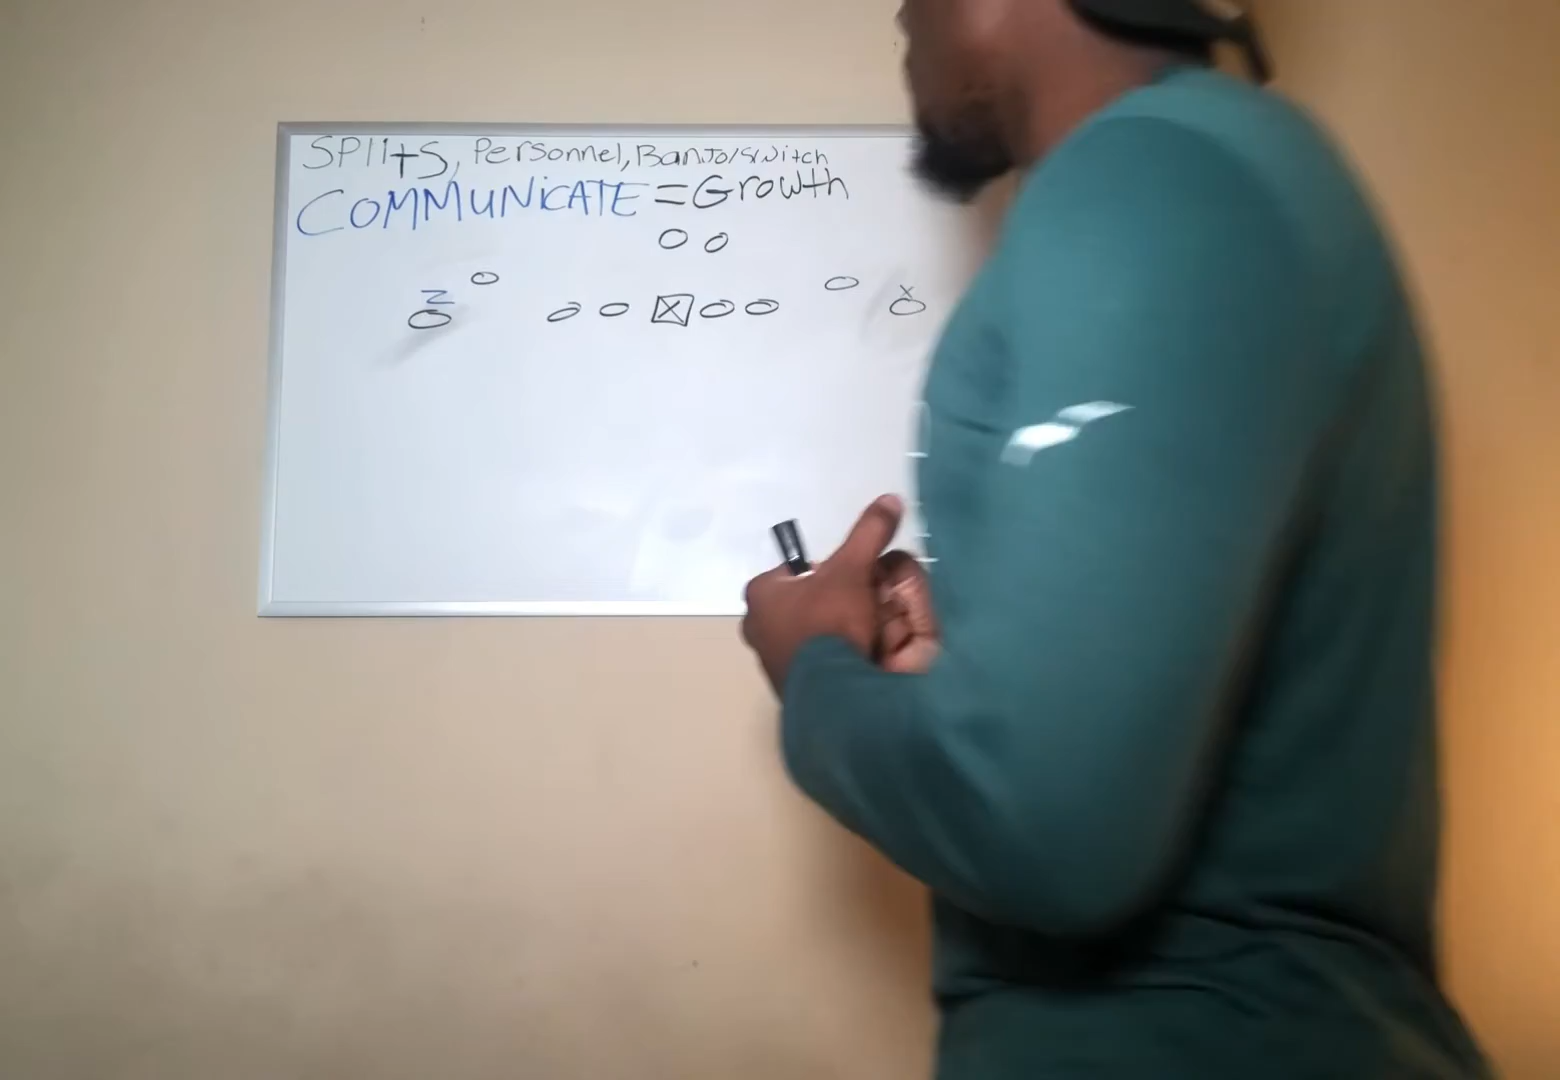 SPlItS, Personnel, Banjo/Switch
COMMUNiCATE = Growth
Z
X
X